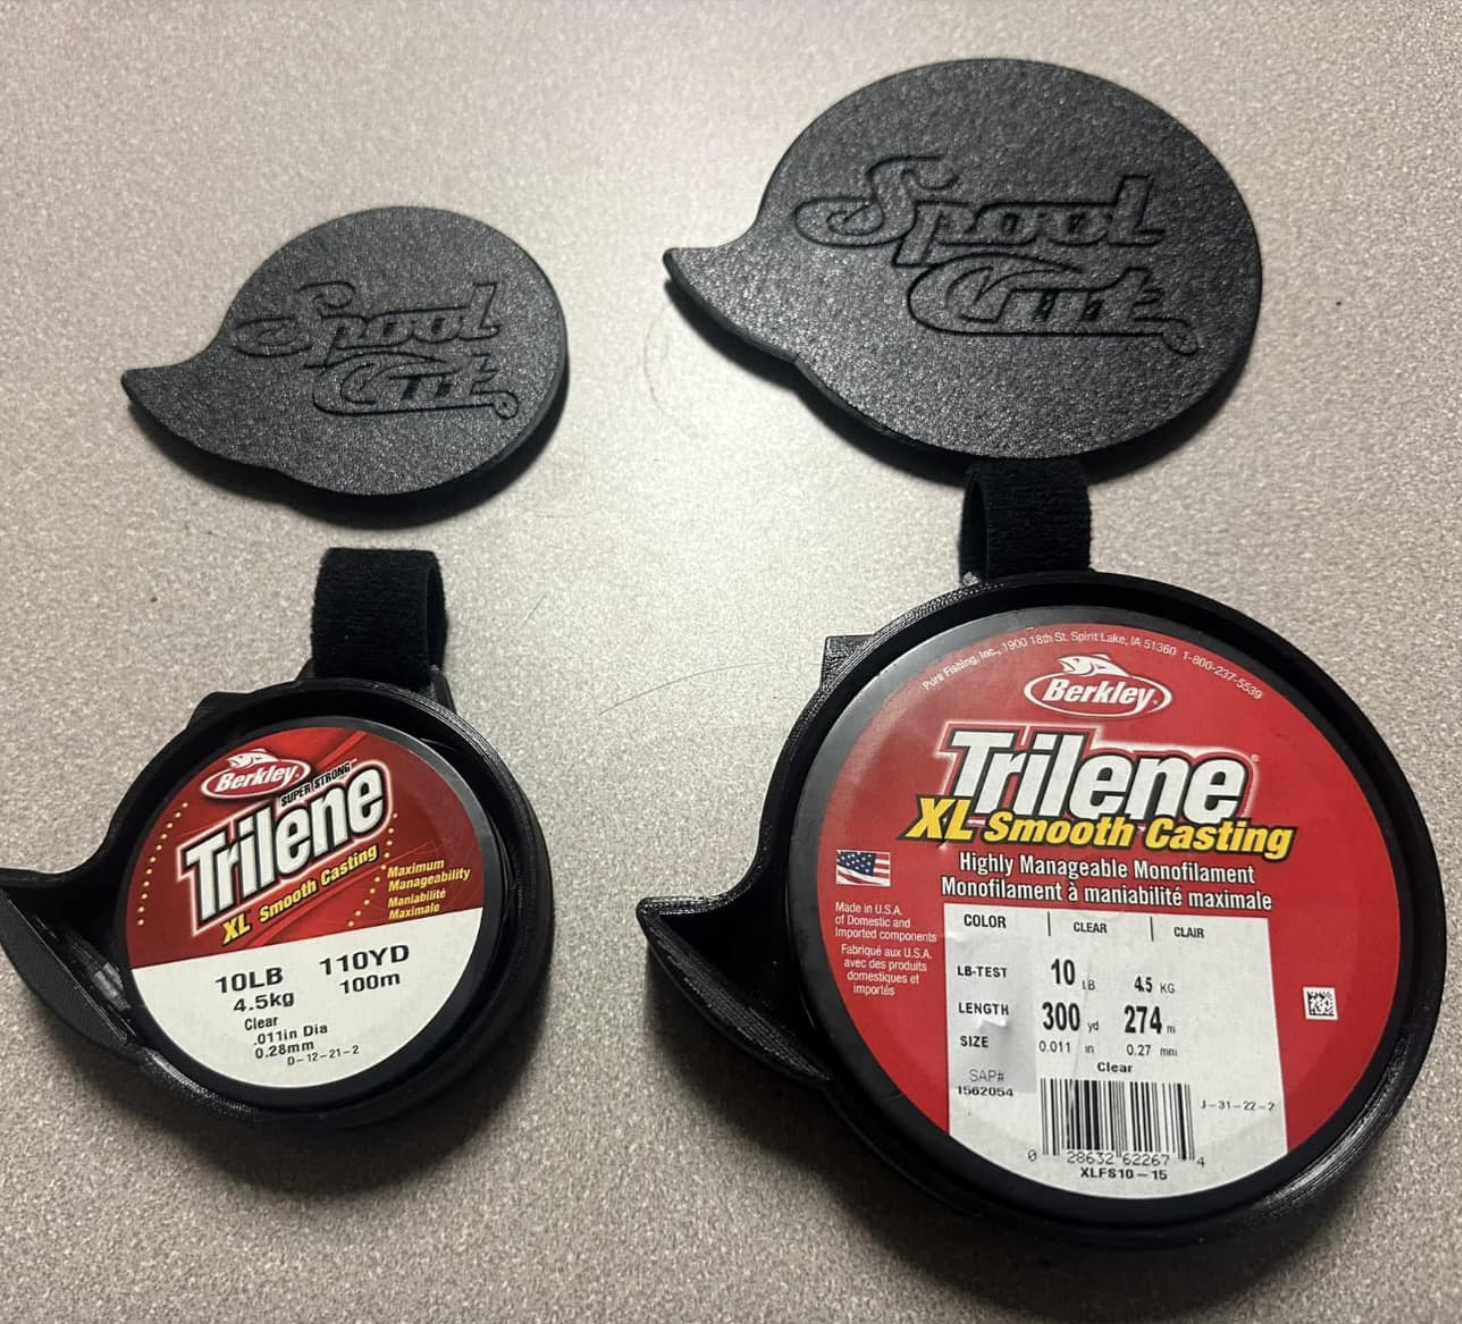 Spool
Cut
Spool
Cut
Berkley
SUPER STRONG
Trilene
XL Smooth Casting
Maximum
Manageability
Maniabilité
Maximale
10LB 110YD
4.5kg 100m
Clear
.011in Dia
0.28mm
D-12-21-2
Pure Fishing, Inc., 1900 18th St. Spirit Lake, IA 51360 1-800-237-5539
Berkley
Trilene
XL Smooth Casting
Highly Manageable Monofilament
Monofilament à maniabilité maximale
Made in U.S.A.
of Domestic and
Imported components
Fabriqué aux U.S.A.
avec des produits
domestiques et
importés
COLOR CLEAR CLAIR
LB-TEST 10 LB 4.5 KG
LENGTH 300 yd 274 m
SIZE 0.011 in 0.27 mm
Clear
SAP#
1562054
J-31-22-2
0 28632 62267 4
XLFS10-15